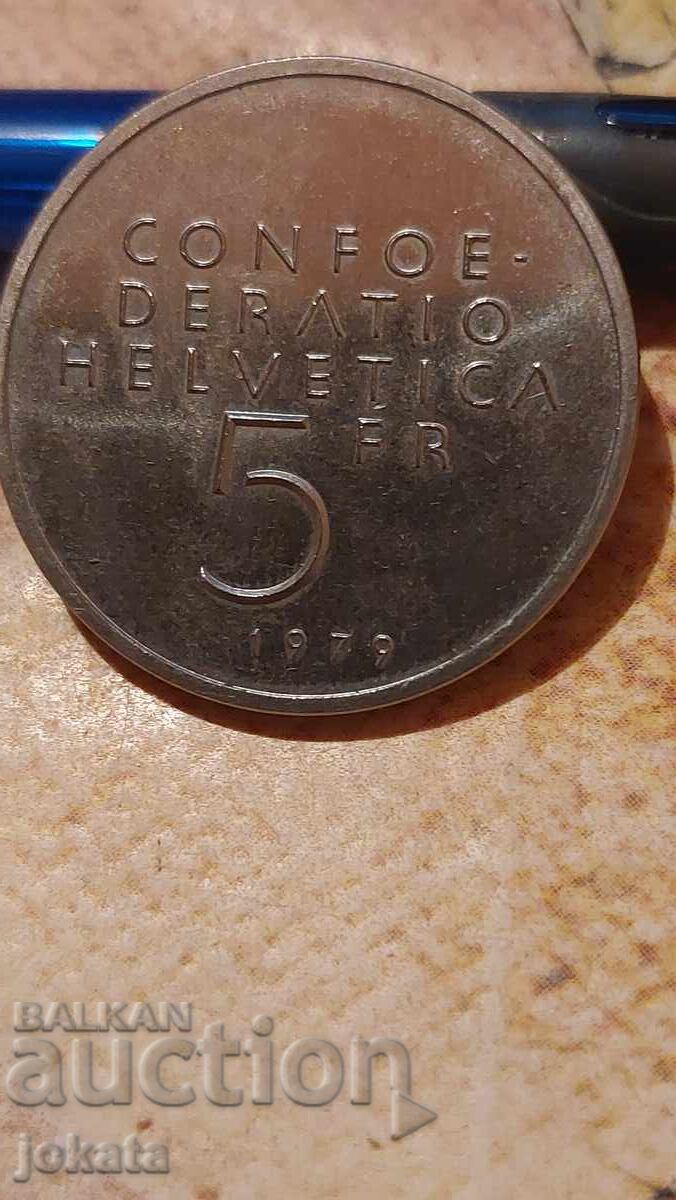 CONFOE-
DERATIO
HELVETICA
5 FR
1979
BALKAN
auction
jokata